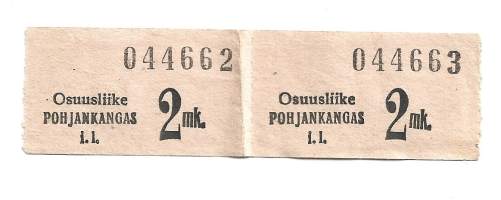 044662
Osuusliike
POHJANKANGAS
i. l.
2 mk.
044663
Osuusliike
POHJANKANGAS
i. l.
2 mk.